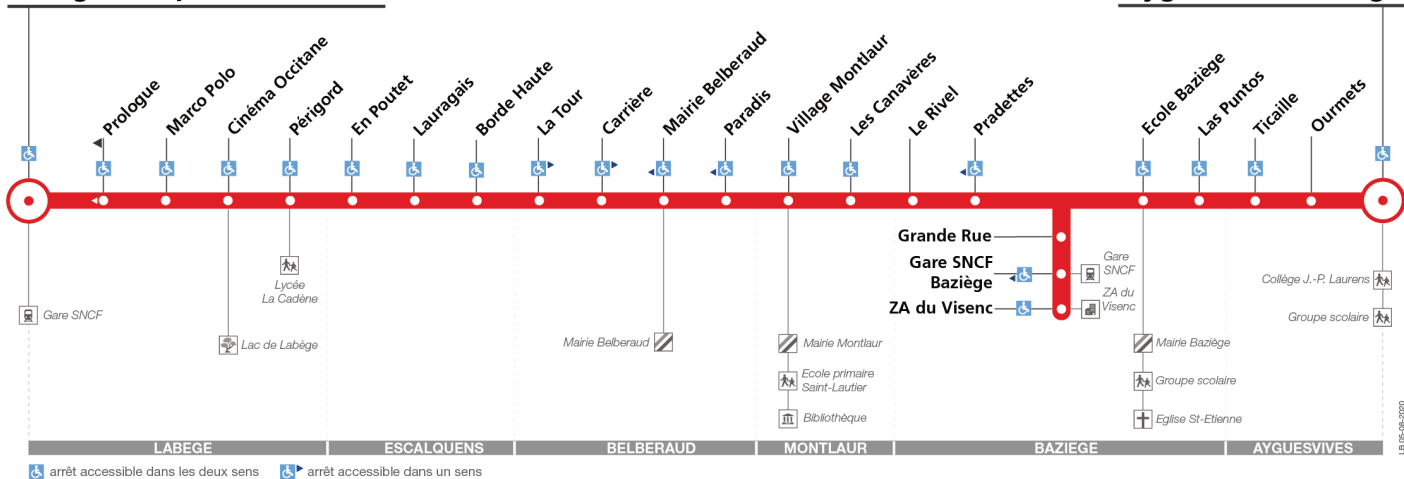 Prologue
Marco Polo
Cinéma Occitane
Périgord
En Poutet
Lauragais
Borde Haute
La Tour
Carrière
Mairie Belberaud
Paradis
Village Montlaur
Les Canavères
Le Rivel
Pradettes
Ecole Baziège
Las Puntos
Ticaille
Ourmets
Grande Rue
Gare SNCF
Baziège
ZA du Visenc
Gare
SNCF
ZA du
Visenc
Lycée
La Cadène
Gare SNCF
Lac de Labège
Mairie Belberaud
Mairie Montlaur
Ecole primaire
Saint-Lautier
Bibliothèque
Mairie Baziège
Groupe scolaire
Eglise St-Etienne
Collège J.-P. Laurens
Groupe scolaire
LB 05-08-2020
LABEGE
ESCALQUENS
BELBERAUD
MONTLAUR
BAZIEGE
AYGUESVIVES
arrêt accessible dans les deux sens
arrêt accessible dans un sens